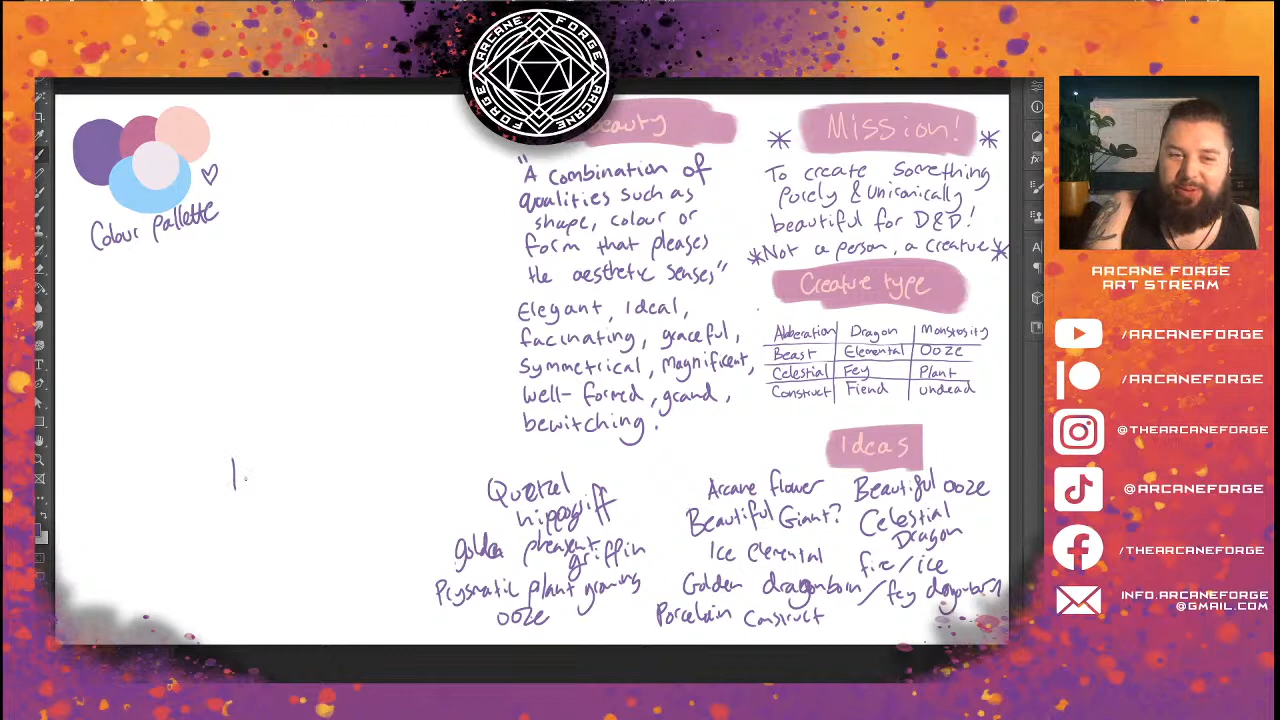 ARCANE FORGE
ARCANE FORGE
Colour pallette
Beauty
"A combination of
qualities such as
shape, colour or
form that pleases
the aesthetic senses"
Elegant, Ideal,
facinating, graceful,
Symmetrical, Magnificent,
well-formed, grand,
bewitching.
Mission!
To create Something
Purely & Unironically
beautiful for D&D!
*Not a person, a creature*
Creature type
Abberation Dragon Monstrosity
Beast Elemental Ooze
Celestial Fey Plant
Construct Fiend undead
Ideas
Quetzel
hippogriff
golden pheasent
griffin
Prysmatic plant growing
ooze
Arcane flower
Beautiful Giant?
Ice Elemental
Golden dragonborn / fey dragonborn
Porcelain Construct
Beautiful ooze
Celestial
Dragon
fire/ice
ARCANE FORGE
ART STREAM
/ARCANEFORGE
/ARCANEFORGE
@THEARCANEFORGE
@ARCANEFORGE
/THEARCANEFORGE
INFO.ARCANEFORGE
@GMAIL.COM